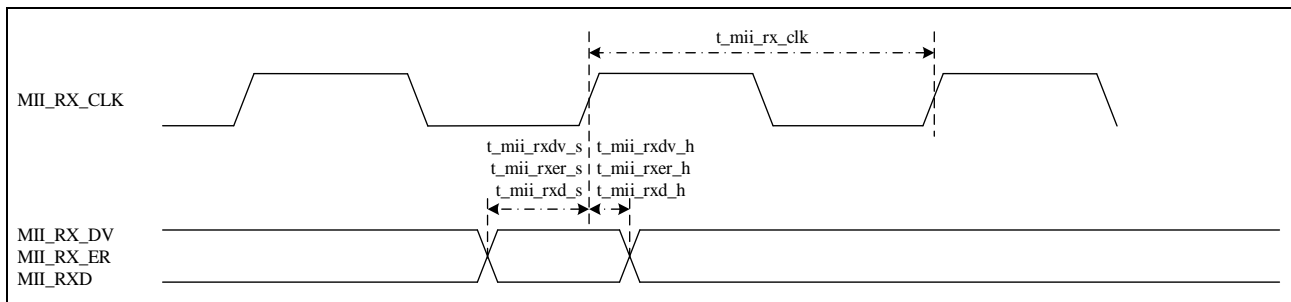 t_mii_rx_clk
MII_RX_CLK
t_mii_rxdv_s t_mii_rxdv_h
t_mii_rxer_s t_mii_rxer_h
t_mii_rxd_s t_mii_rxd_h
MII_RX_DV
MII_RX_ER
MII_RXD